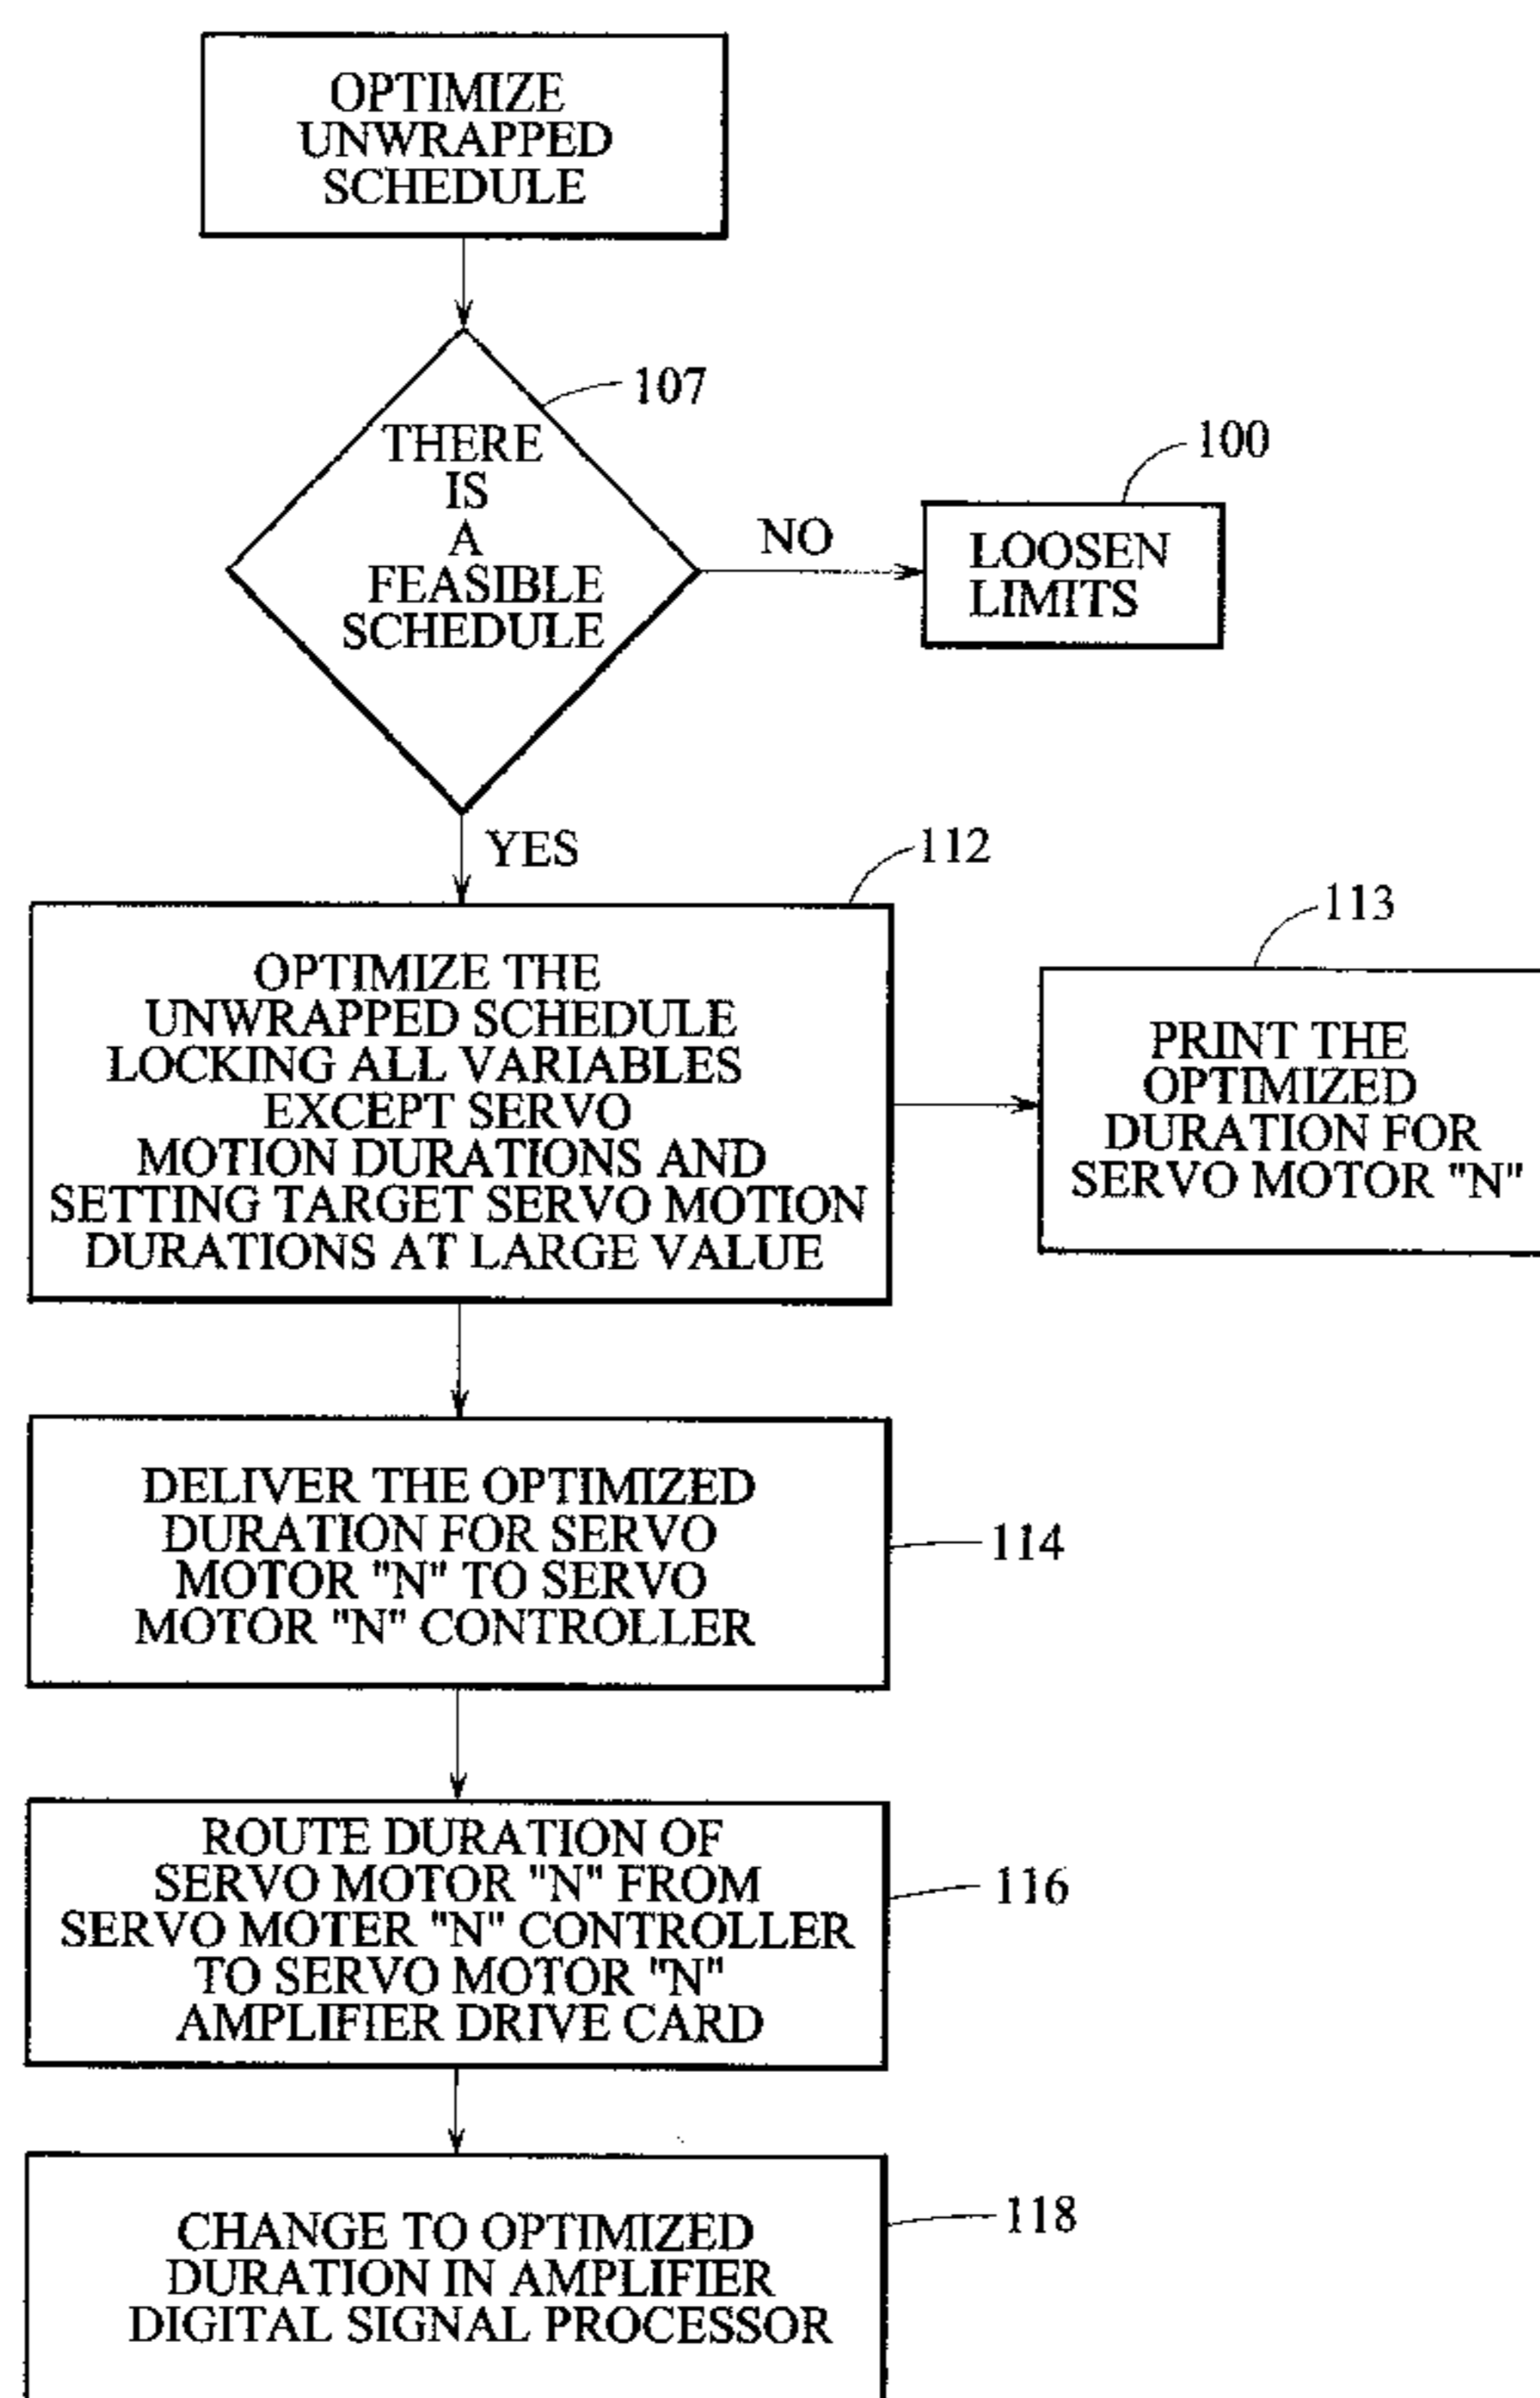 OPTIMIZE
UNWRAPPED
SCHEDULE
107
THERE
IS
A
FEASIBLE
SCHEDULE
NO
100
LOOSEN
LIMITS
YES
112
OPTIMIZE THE
UNWRAPPED SCHEDULE
LOCKING ALL VARIABLES
EXCEPT SERVO
MOTION DURATIONS AND
SETTING TARGET SERVO MOTION
DURATIONS AT LARGE VALUE
113
PRINT THE
OPTIMIZED
DURATION FOR
SERVO MOTOR "N"
DELIVER THE OPTIMIZED
DURATION FOR SERVO
MOTOR "N" TO SERVO
MOTOR "N" CONTROLLER
114
ROUTE DURATION OF
SERVO MOTOR "N" FROM
SERVO MOTER "N" CONTROLLER
TO SERVO MOTOR "N"
AMPLIFIER DRIVE CARD
116
CHANGE TO OPTIMIZED
DURATION IN AMPLIFIER
DIGITAL SIGNAL PROCESSOR
118